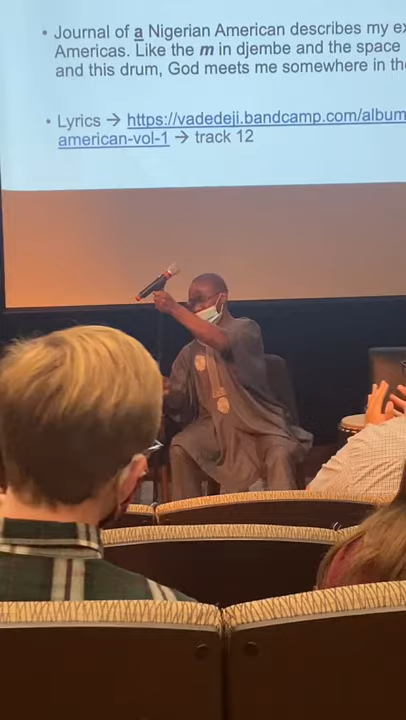 • Journal of a Nigerian American describes my ex
Americas. Like the m in djembe and the space
and this drum, God meets me somewhere in th
• Lyrics → https://vadedeji.bandcamp.com/album
american-vol-1 → track 12